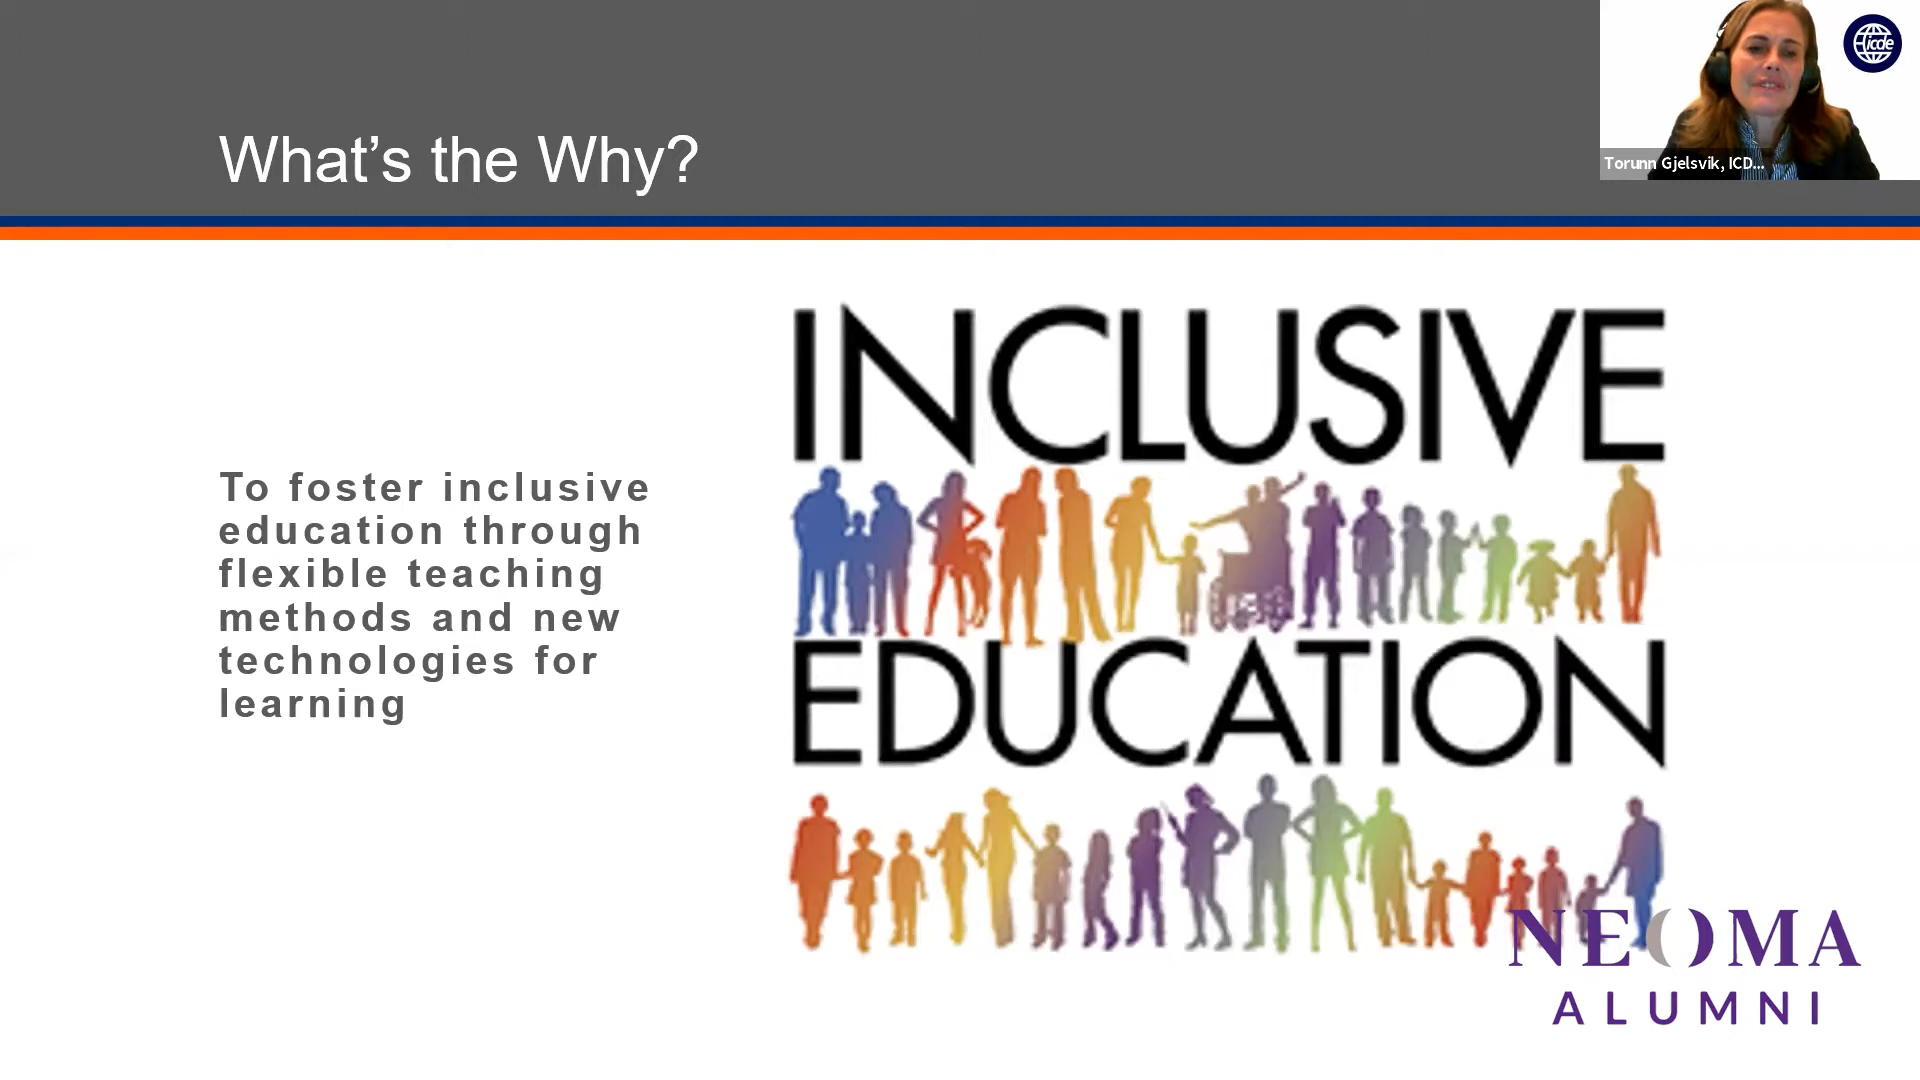 icde
What's the Why?
Torunn Gjelsvik, ICD...
INCLUSIVE
To foster inclusive
education through
flexible teaching
methods and new
technologies for
learning
EDUCATION
NEOMA
ALUMNI